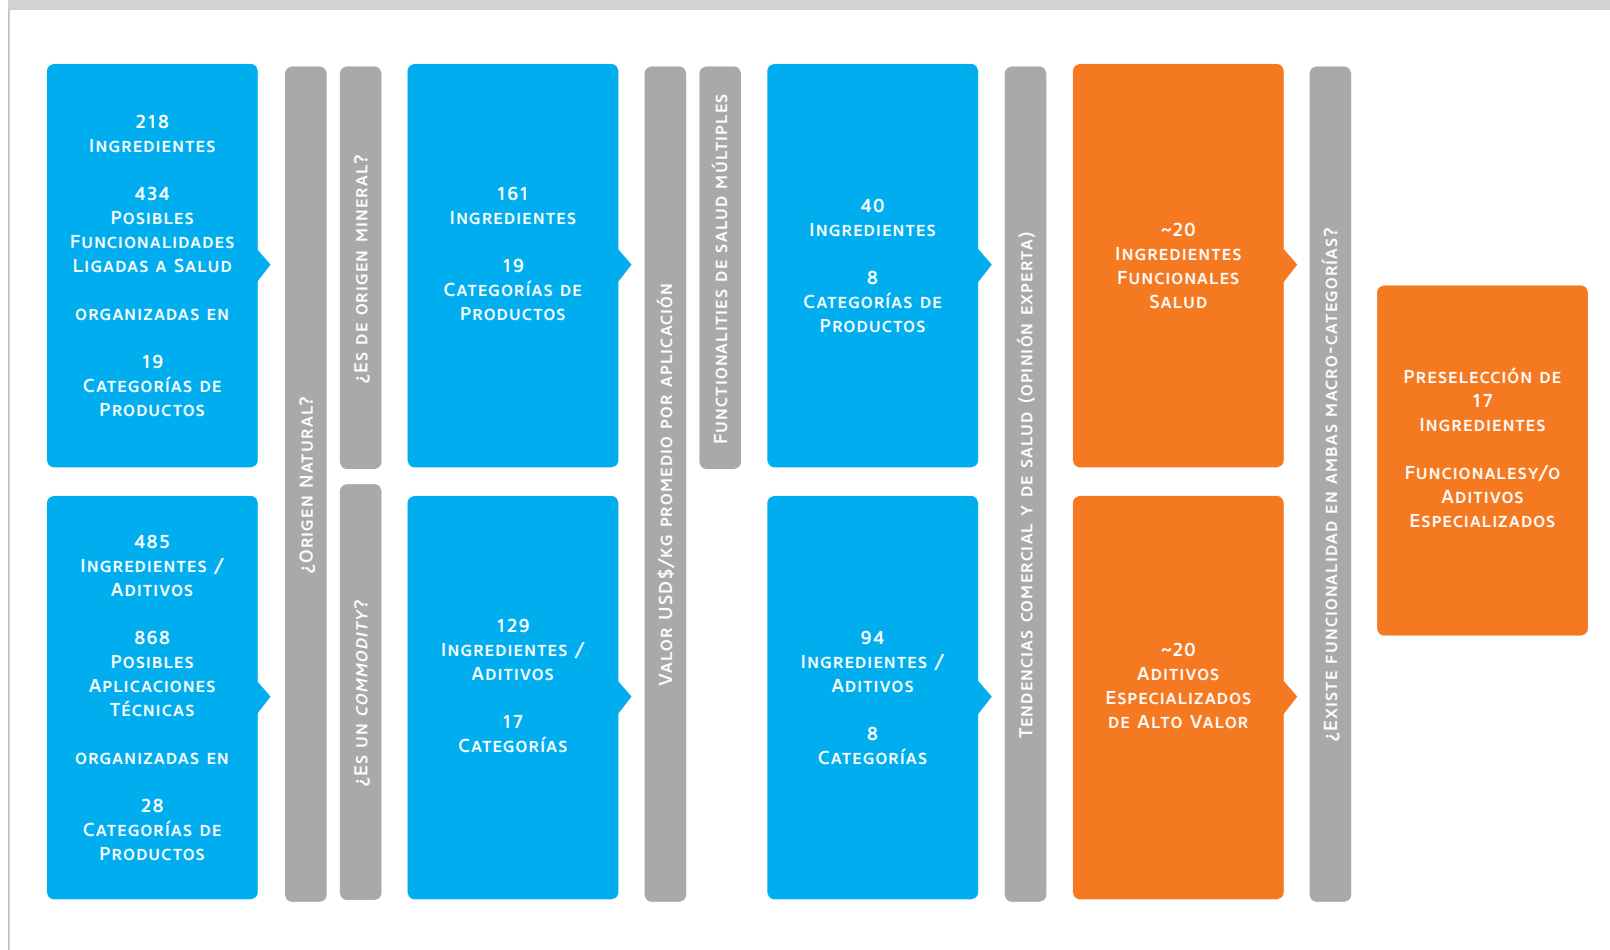 218
Ingredientes
434
Posibles
Funcionalidades
Ligadas a Salud
organizadas en
19
Categorías de
Productos
485
Ingredientes /
Aditivos
868
Posibles
Aplicaciones
Técnicas
organizadas en
28
Categorías de
Productos
¿Origen Natural?
¿Es de origen mineral?
¿Es un commodity?
161
Ingredientes
19
Categorías de
Productos
129
Ingredientes /
Aditivos
17
Categorías
Valor USD$/kg promedio por aplicación
Functionalities de salud múltiples
40
Ingredientes
8
Categorías de
Productos
94
Ingredientes /
Aditivos
8
Categorías
Tendencias comercial y de salud (opinión experta)
~20
Ingredientes
Funcionales
Salud
~20
Aditivos
Especializados
de Alto Valor
¿Existe funcionalidad en ambas macro-categorías?
Preselección de
17
Ingredientes
Funcionalesy/o
Aditivos
Especializados